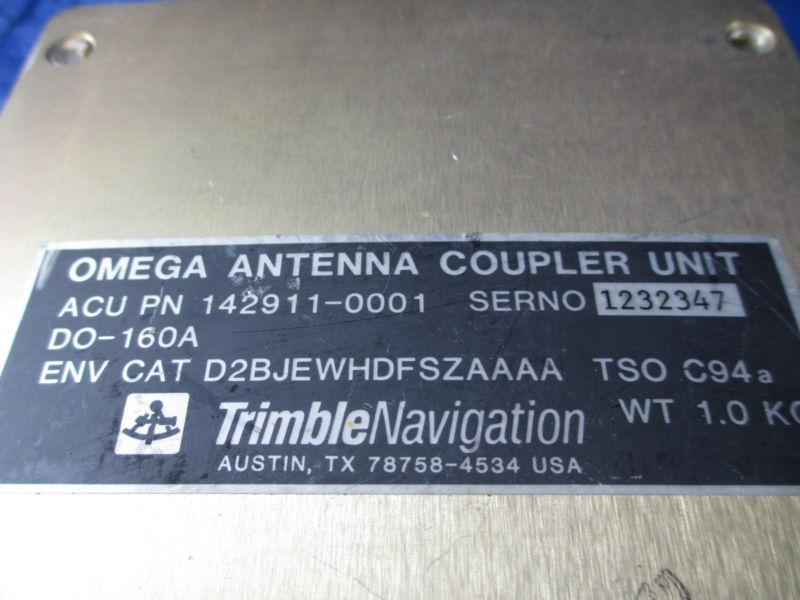 OMEGA ANTENNA COUPLER UNIT
ACU PN 142911-0001 SERNO 1232347
DO-160A
ENV CAT D2BJEWHDFSZAAAA TSO C94a
TrimbleNavigation WT 1.0 KG
AUSTIN, TX 78758-4534 USA